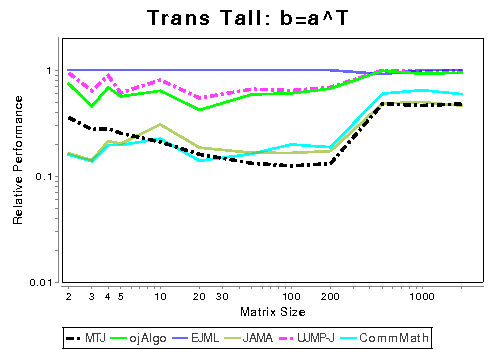 Trans Tall: b=a^T
Relative Performance
1
0.1
0.01
2 3 4 5 10 20 30 100 200 1000
Matrix Size
MTJ ojAlgo EJML JAMA UJMP-J CommMath